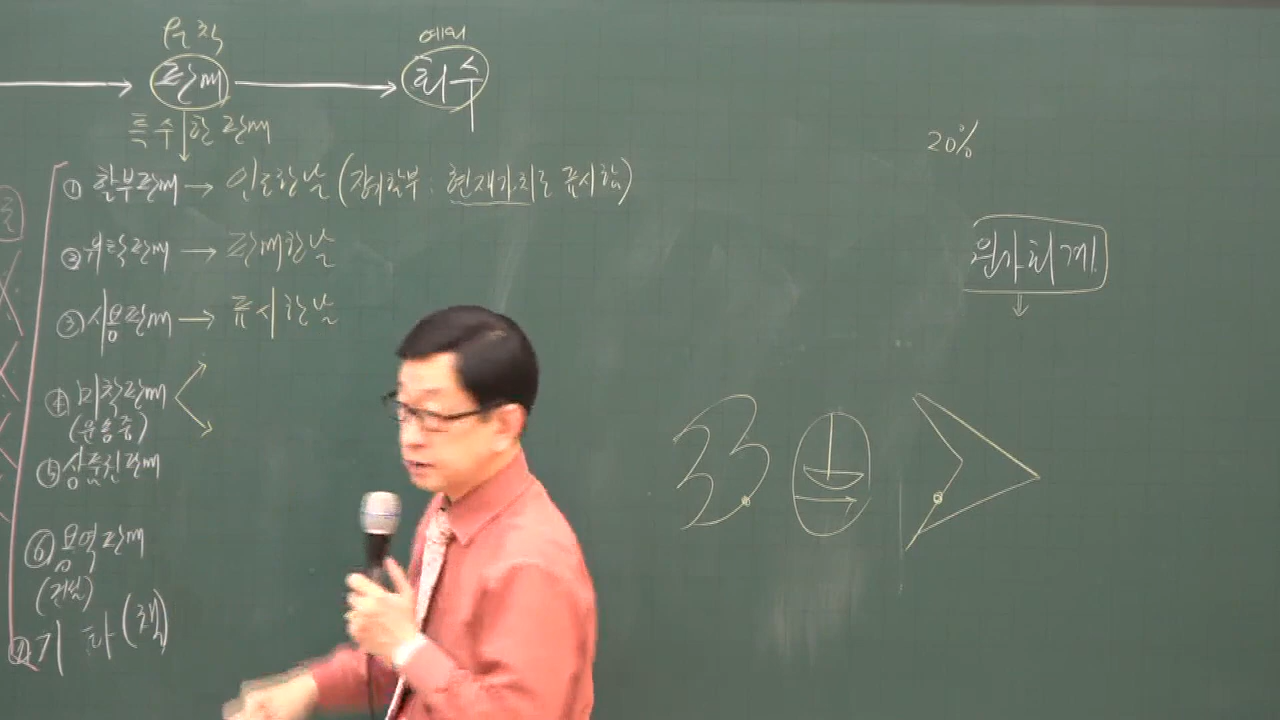 원칙
예외
판매
회수
특수한 판매
20%
① 할부판매 → 인도한날 (장기할부 : 현재가치로 표시함)
② 위탁판매 → 판매한날
원가회계
③ 시용판매 → 표시한날
④ 미착판매
(운송중)
⑤ 상품권판매
⑥ 용역판매
(건설)
⑦ 기 타 (책)